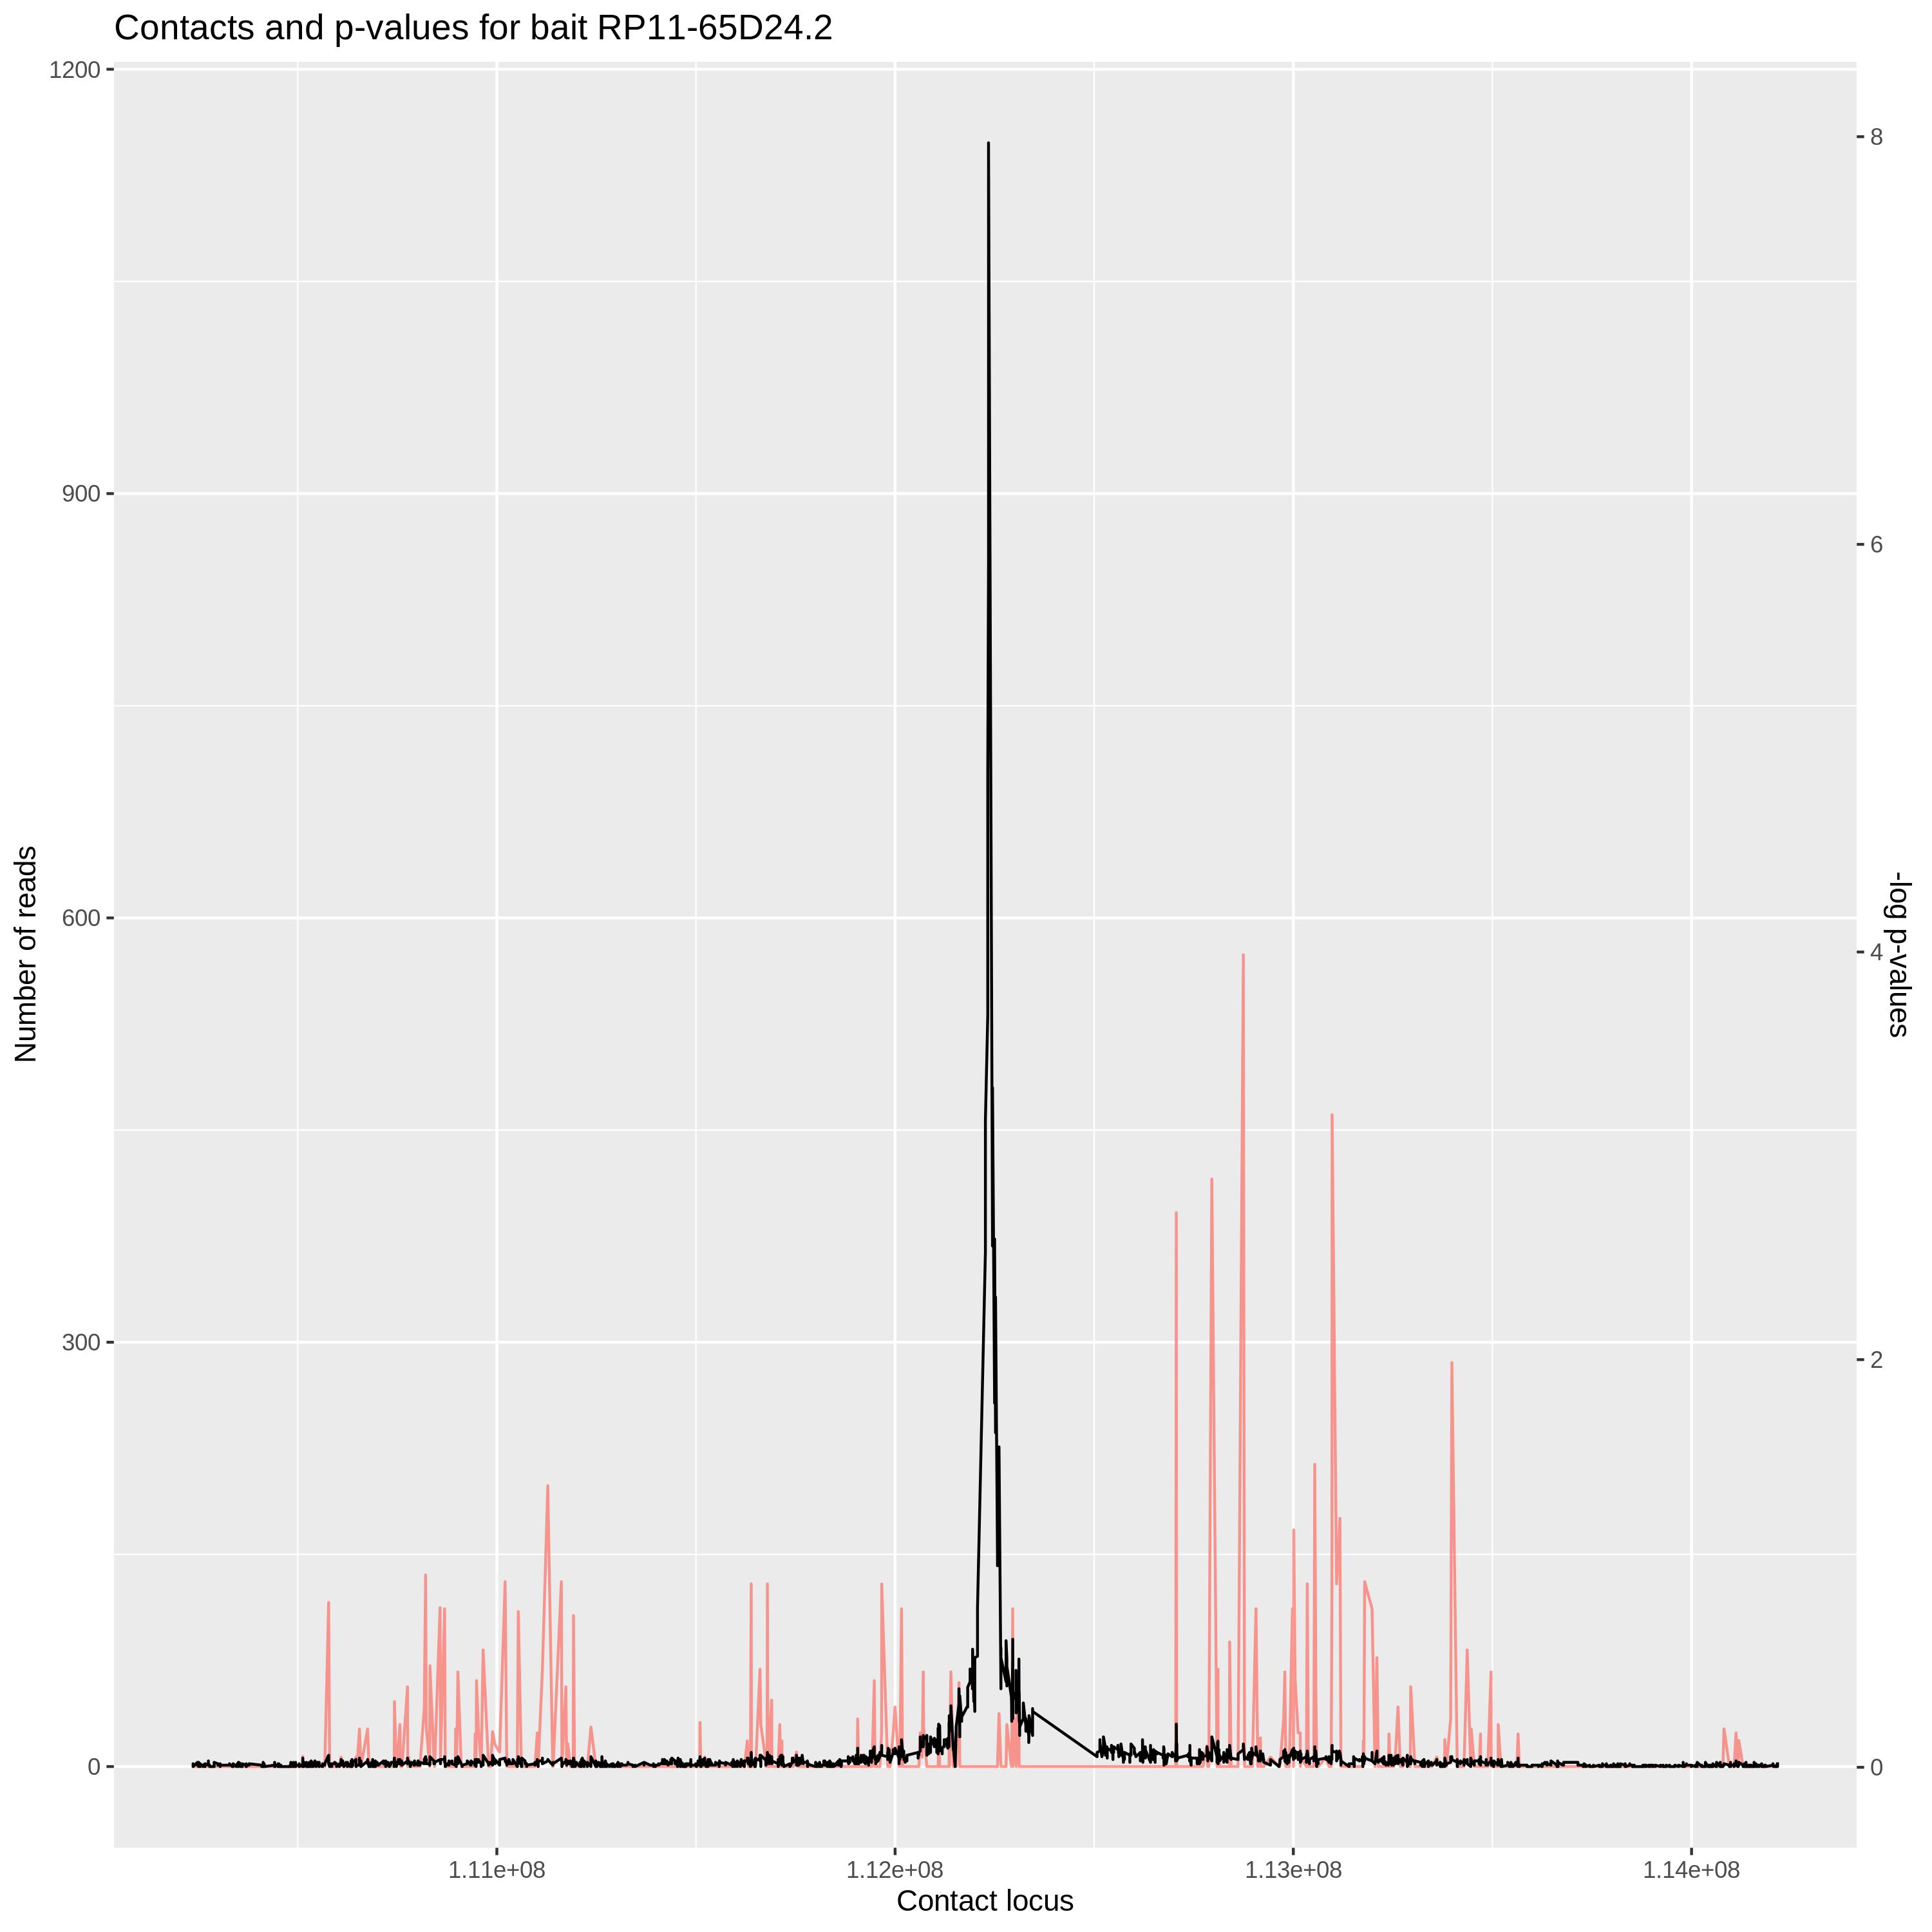 Contacts and p-values for bait RP11-65D24.2
1200
900
600
300
0
Number of reads
8
6
4
2
0
-log p-values
1.11e+08
1.12e+08
1.13e+08
1.14e+08
Contact locus